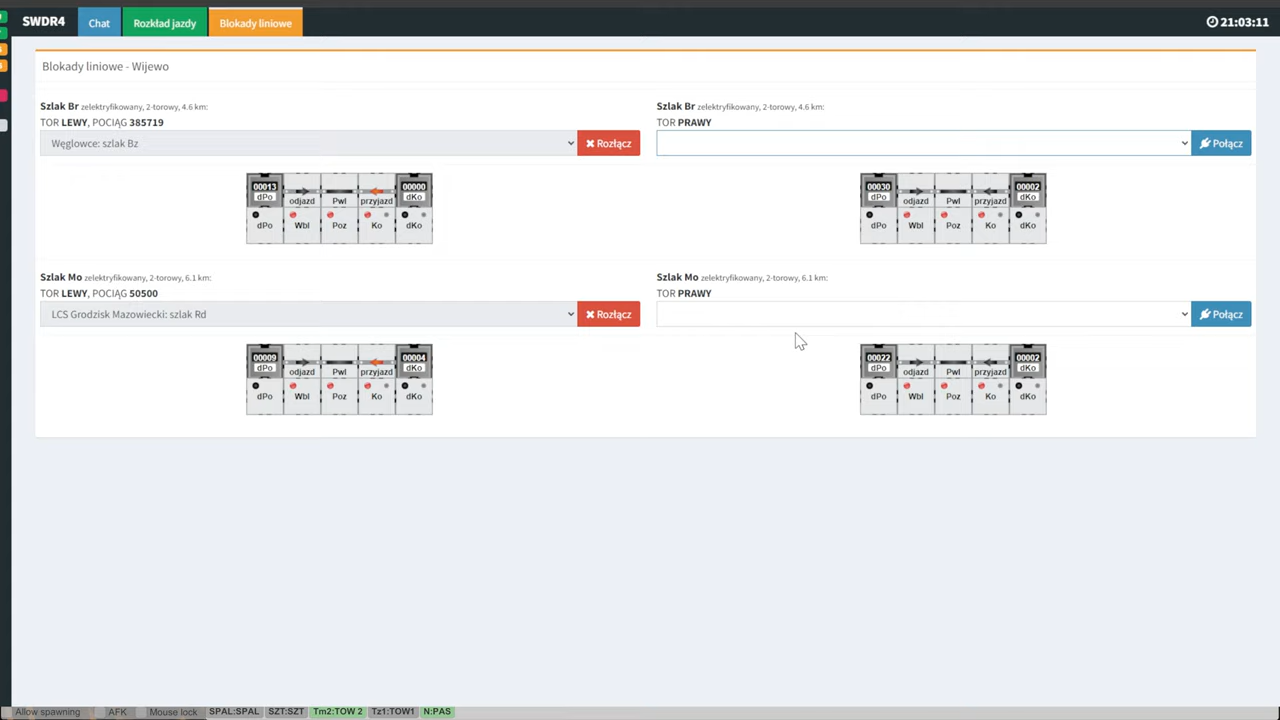 SWDR4 Chat Rozkład jazdy Blokady liniowe 21:03:11
Blokady liniowe - Wijewo
Szlak Br zelektryfikowany, 2-torowy, 4.6 km:
TOR LEWY, POCIĄG 385719
Węglowce: szlak Bz Rozłącz
00013 00000
dPo odjazd Pwl przyjazd dKo
dPo Wbl Poz Ko dKo
Szlak Br zelektryfikowany, 2-torowy, 4.6 km:
TOR PRAWY
Połącz
00030 00002
dPo odjazd Pwl przyjazd dKo
dPo Wbl Poz Ko dKo
Szlak Mo zelektryfikowany, 2-torowy, 6.1 km:
TOR LEWY, POCIĄG 50500
LCS Grodzisk Mazowiecki: szlak Rd Rozłącz
00009 00004
dPo odjazd Pwl przyjazd dKo
dPo Wbl Poz Ko dKo
Szlak Mo zelektryfikowany, 2-torowy, 6.1 km:
TOR PRAWY
Połącz
00022 00002
dPo odjazd Pwl przyjazd dKo
dPo Wbl Poz Ko dKo
Allow spawning AFK Mouse lock SPAL:SPAL SZT:SZT Tm2:TOW 2 Tz1:TOW1 N:PAS